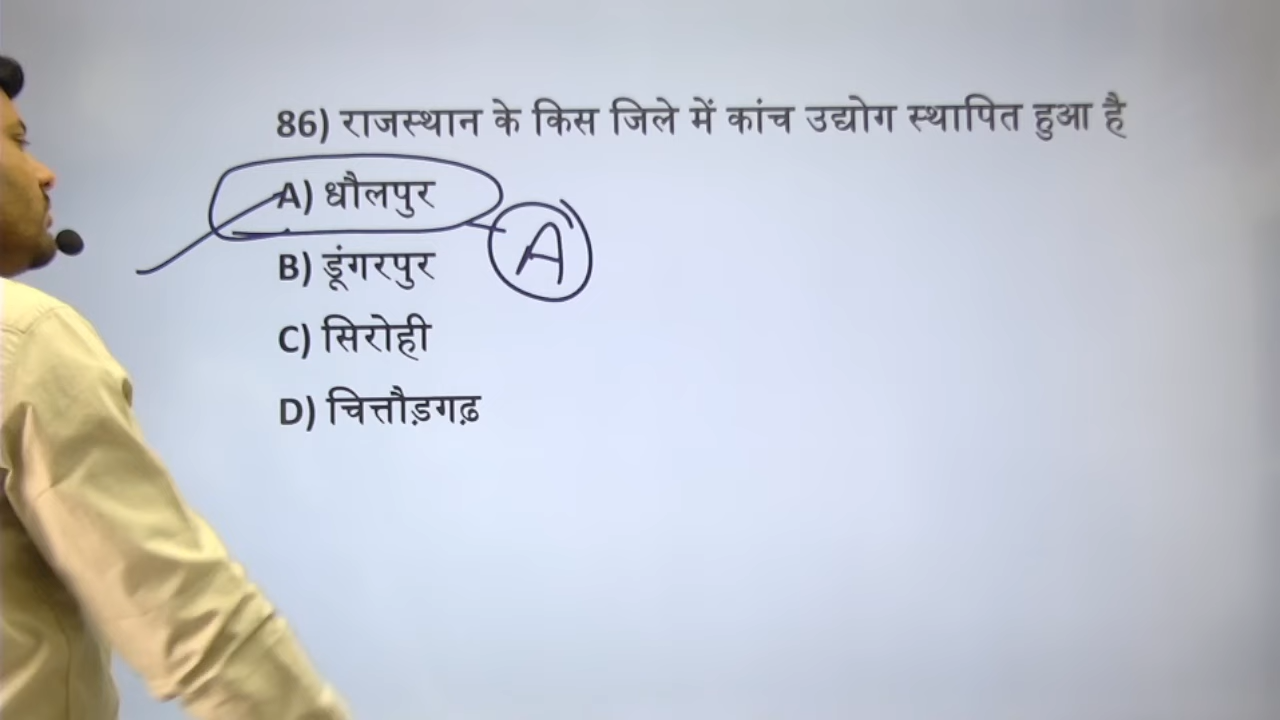 86) राजस्थान के किस जिले में कांच उद्योग स्थापित हुआ है
A) धौलपुर
A
B) डूंगरपुर
C) सिरोही
D) चित्तौड़गढ़